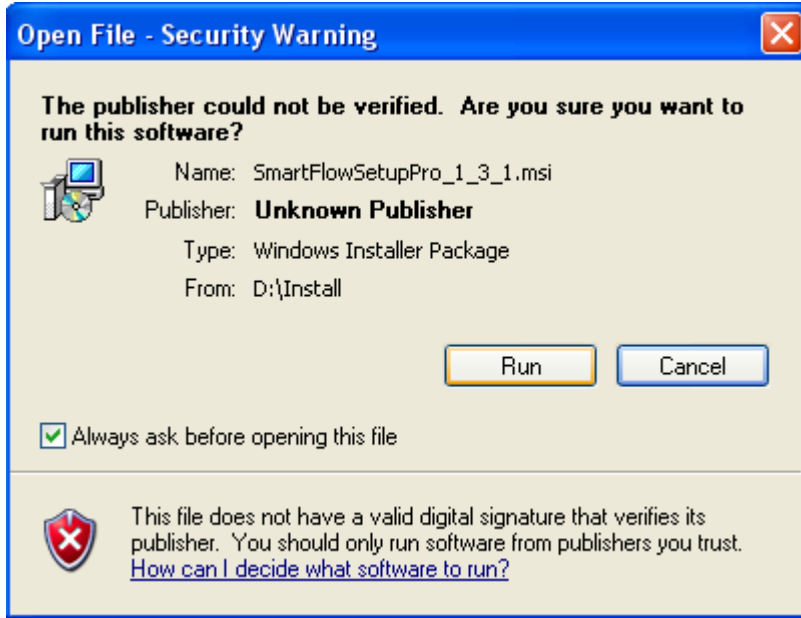 Open File - Security Warning
The publisher could not be verified.  Are you sure you want to
run this software?
Name: SmartFlowSetupPro_1_3_1.msi
Publisher: Unknown Publisher
Type: Windows Installer Package
From: D:\Install
Run Cancel
Always ask before opening this file
This file does not have a valid digital signature that verifies its
publisher.  You should only run software from publishers you trust.
How can I decide what software to run?